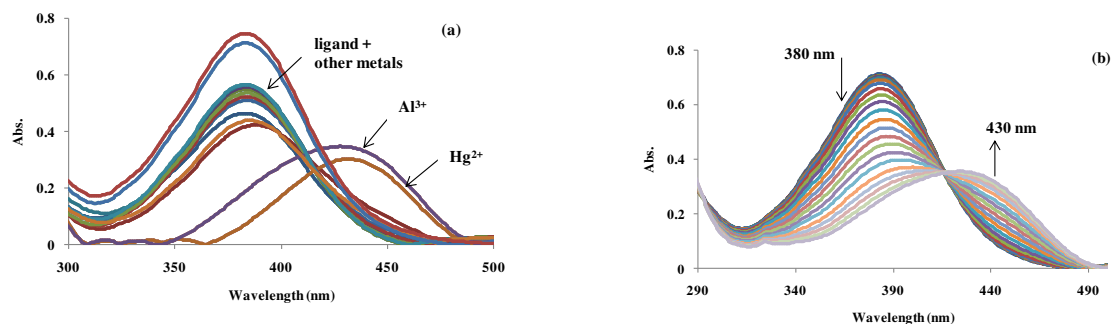 0.8
0.6
0.4
0.2
0
300
350
400
450
500
Abs.
Wavelength (nm)
(a)
ligand +
other metals
Al³⁺
Hg²⁺
0.8
0.6
0.4
0.2
0
290
340
390
440
490
Abs.
Wavelength (nm)
(b)
380 nm
430 nm